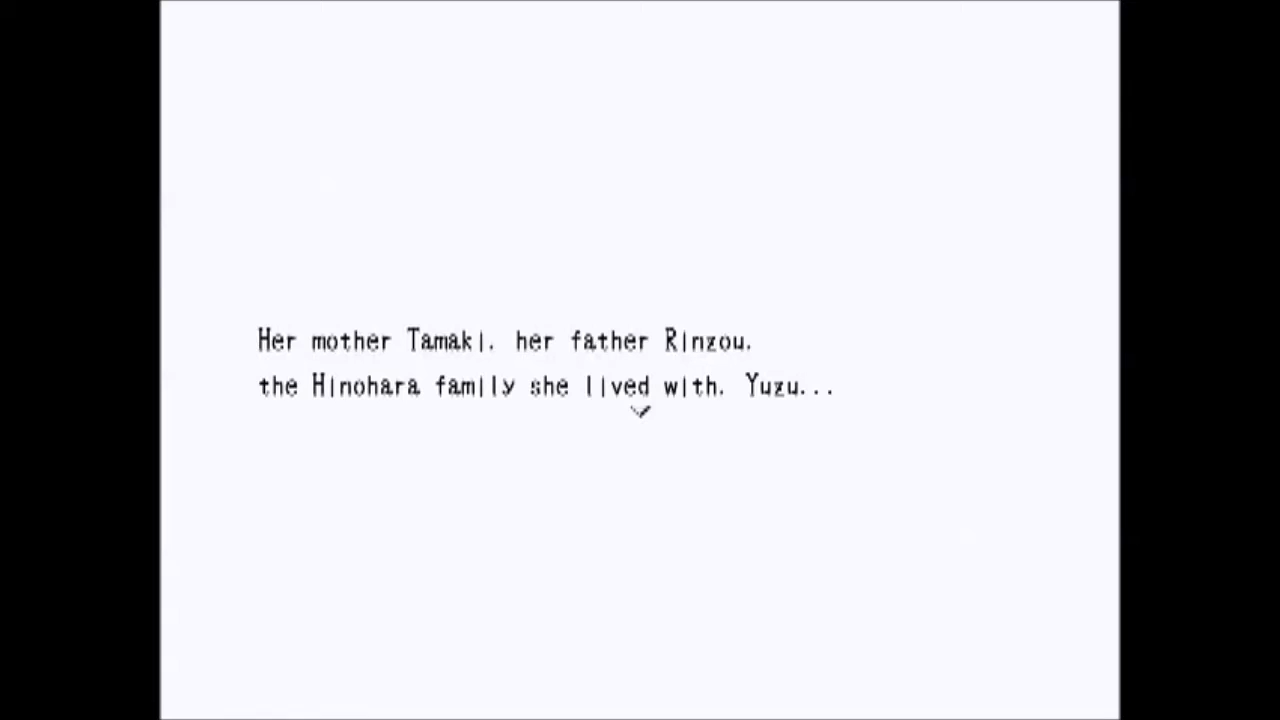 Her mother Tamaki, her father Rinzou,
the Hinohara family she lived with, Yuzu...